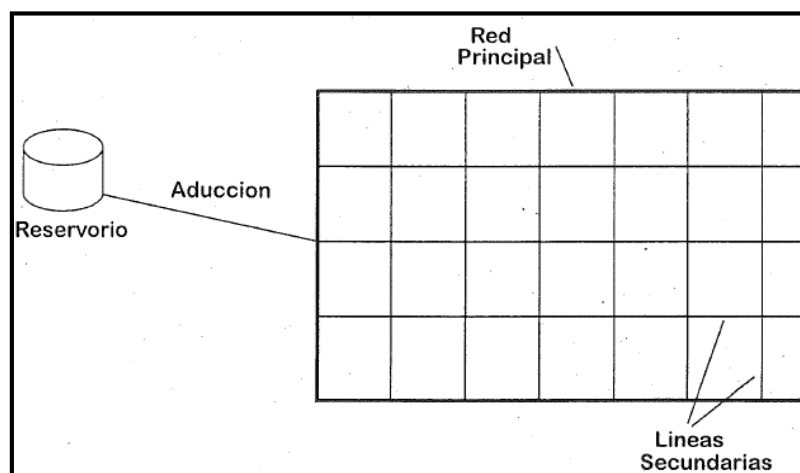 Red
Principal
Aduccion
Reservorio
Lineas
Secundarias